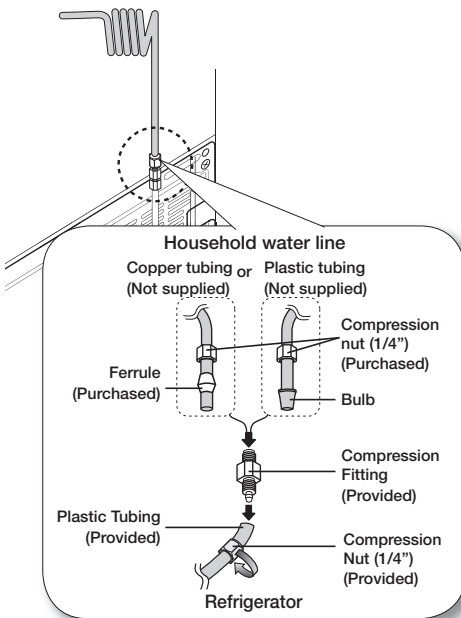 Household water line
Copper tubing or Plastic tubing
(Not supplied) (Not supplied)
Compression
nut (1/4”)
(Purchased)
Ferrule
(Purchased)
Bulb
Compression
Fitting
(Provided)
Plastic Tubing
(Provided)
Compression
Nut (1/4”)
(Provided)
Refrigerator